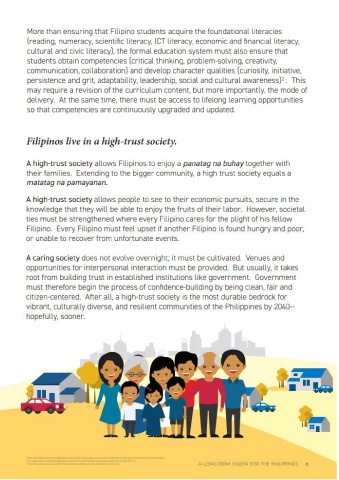 More than ensuring that Filipino students acquire the foundational literacies
(reading, numeracy, scientific literacy, ICT literacy, economic and financial literacy,
cultural and civic literacy), the formal education system must also ensure that
students obtain competencies (critical thinking, problem-solving, creativity,
communication, collaboration) and develop character qualities (curiosity, initiative,
persistence and grit, adaptability, leadership, social and cultural awareness)². This
may require a revision of the curriculum content, but more importantly, the mode of
delivery. At the same time, there must be access to lifelong learning opportunities
so that competencies are continuously upgraded and updated.
Filipinos live in a high-trust society.
A high-trust society allows Filipinos to enjoy a panatag na buhay together with
their families. Extending to the bigger community, a high trust society equals a
matatag na pamayanan.
A high-trust society allows people to see to their economic pursuits, secure in the
knowledge that they will be able to enjoy the fruits of their labor. However, societal
ties must be strengthened where every Filipino cares for the plight of his fellow
Filipino. Every Filipino must feel upset if another Filipino is found hungry and poor,
or unable to recover from unfortunate events.
A caring society does not evolve overnight; it must be cultivated. Venues and
opportunities for interpersonal interaction must be provided. But usually, it takes
root from building trust in established institutions like government. Government
must therefore begin the process of confidence-building by being clean, fair and
citizen-centered. After all, a high-trust society is the most durable bedrock for
vibrant, culturally diverse, and resilient communities of the Philippines by 2040--
hopefully, sooner.
A LONG-TERM VISION FOR THE PHILIPPINES 6